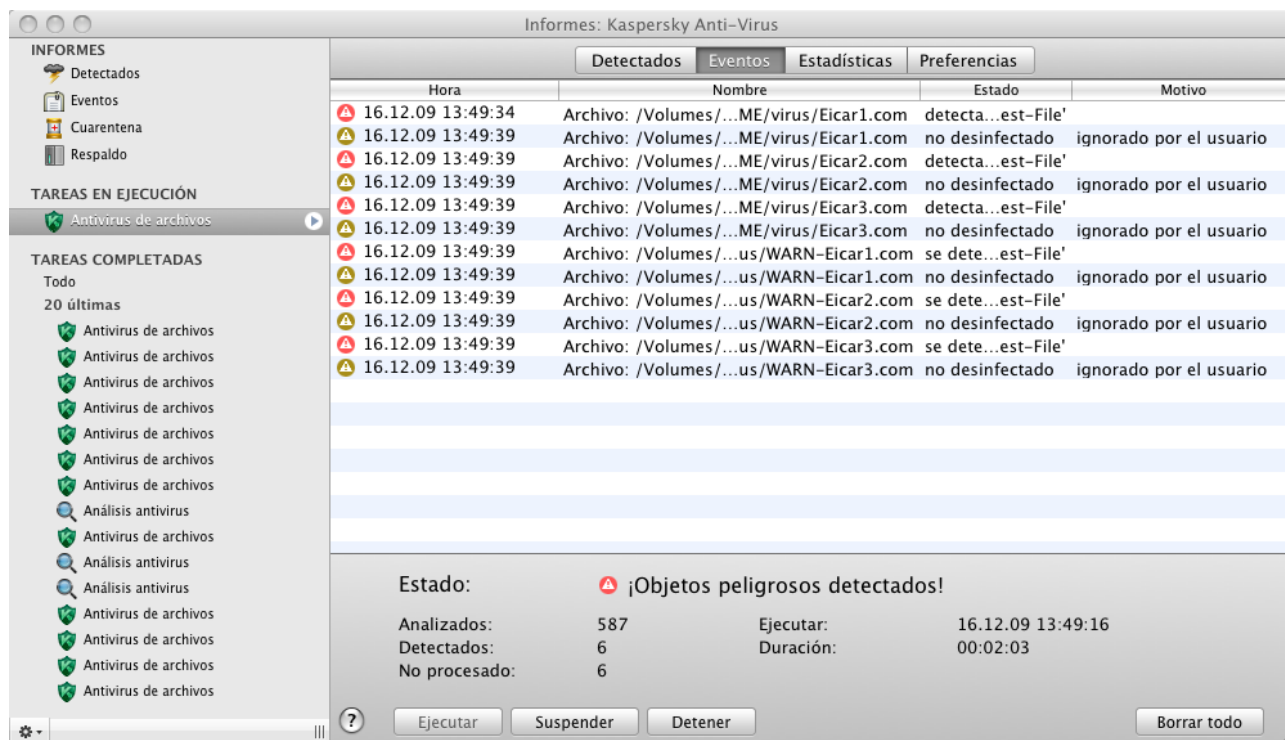 Informes: Kaspersky Anti-Virus
INFORMES
Detectados
Eventos
Cuarentena
Respaldo
TAREAS EN EJECUCIÓN
Antivirus de archivos
TAREAS COMPLETADAS
Todo
20 últimas
Antivirus de archivos
Antivirus de archivos
Antivirus de archivos
Antivirus de archivos
Antivirus de archivos
Antivirus de archivos
Antivirus de archivos
Análisis antivirus
Antivirus de archivos
Análisis antivirus
Análisis antivirus
Antivirus de archivos
Antivirus de archivos
Antivirus de archivos
Antivirus de archivos
Detectados Eventos Estadísticas Preferencias
Hora Nombre Estado Motivo
16.12.09 13:49:34 Archivo: /Volumes/...ME/virus/Eicar1.com detecta...est-File'
16.12.09 13:49:39 Archivo: /Volumes/...ME/virus/Eicar1.com no desinfectado ignorado por el usuario
16.12.09 13:49:39 Archivo: /Volumes/...ME/virus/Eicar2.com detecta...est-File'
16.12.09 13:49:39 Archivo: /Volumes/...ME/virus/Eicar2.com no desinfectado ignorado por el usuario
16.12.09 13:49:39 Archivo: /Volumes/...ME/virus/Eicar3.com detecta...est-File'
16.12.09 13:49:39 Archivo: /Volumes/...ME/virus/Eicar3.com no desinfectado ignorado por el usuario
16.12.09 13:49:39 Archivo: /Volumes/...us/WARN-Eicar1.com se dete...est-File'
16.12.09 13:49:39 Archivo: /Volumes/...us/WARN-Eicar1.com no desinfectado ignorado por el usuario
16.12.09 13:49:39 Archivo: /Volumes/...us/WARN-Eicar2.com se dete...est-File'
16.12.09 13:49:39 Archivo: /Volumes/...us/WARN-Eicar2.com no desinfectado ignorado por el usuario
16.12.09 13:49:39 Archivo: /Volumes/...us/WARN-Eicar3.com se dete...est-File'
16.12.09 13:49:39 Archivo: /Volumes/...us/WARN-Eicar3.com no desinfectado ignorado por el usuario
Estado: ¡Objetos peligrosos detectados!
Analizados: 587 Ejecutar: 16.12.09 13:49:16
Detectados: 6 Duración: 00:02:03
No procesado: 6
? Ejecutar Suspender Detener Borrar todo